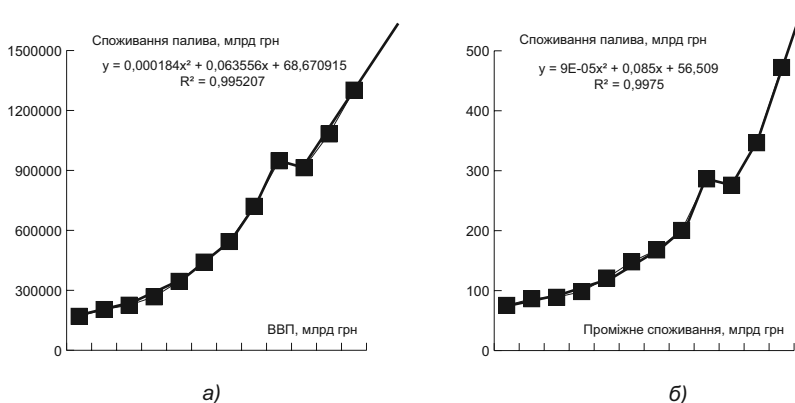 Споживання палива, млрд грн
y = 0,000184x² + 0,063556x + 68,670915
R² = 0,995207
1500000
1200000
900000
600000
300000
0
ВВП, млрд грн
а)
Споживання палива, млрд грн
y = 9E-05x² + 0,085x + 56,509
R² = 0,9975
500
400
300
200
100
0
Проміжне споживання, млрд грн
б)